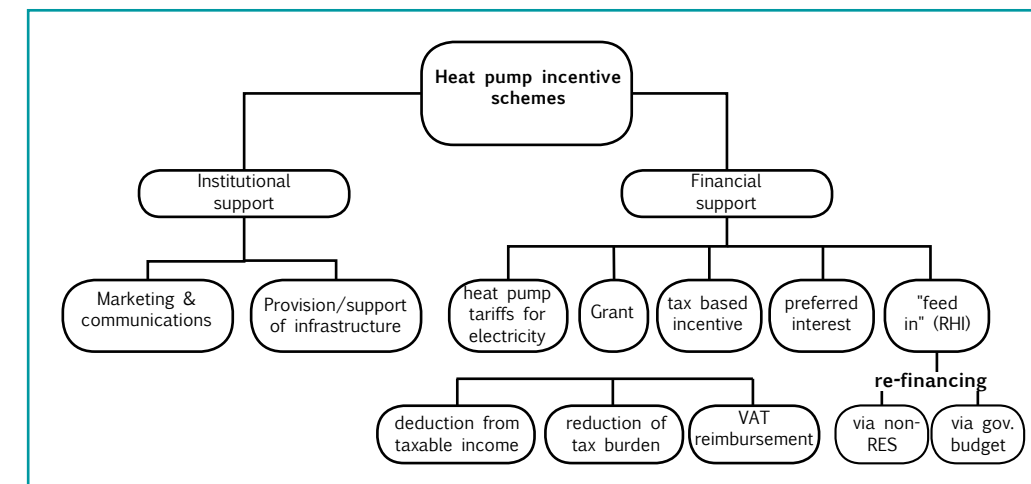 Heat pump incentive
schemes
Institutional
support
Financial
support
Marketing &
communications
Provision/support
of infrastructure
heat pump
tariffs for
electricity
Grant
tax based
incentive
preferred
interest
"feed
in" (RHI)
re-financing
deduction from
taxable income
reduction of
tax burden
VAT
reimbursement
via non-
RES
via gov.
budget